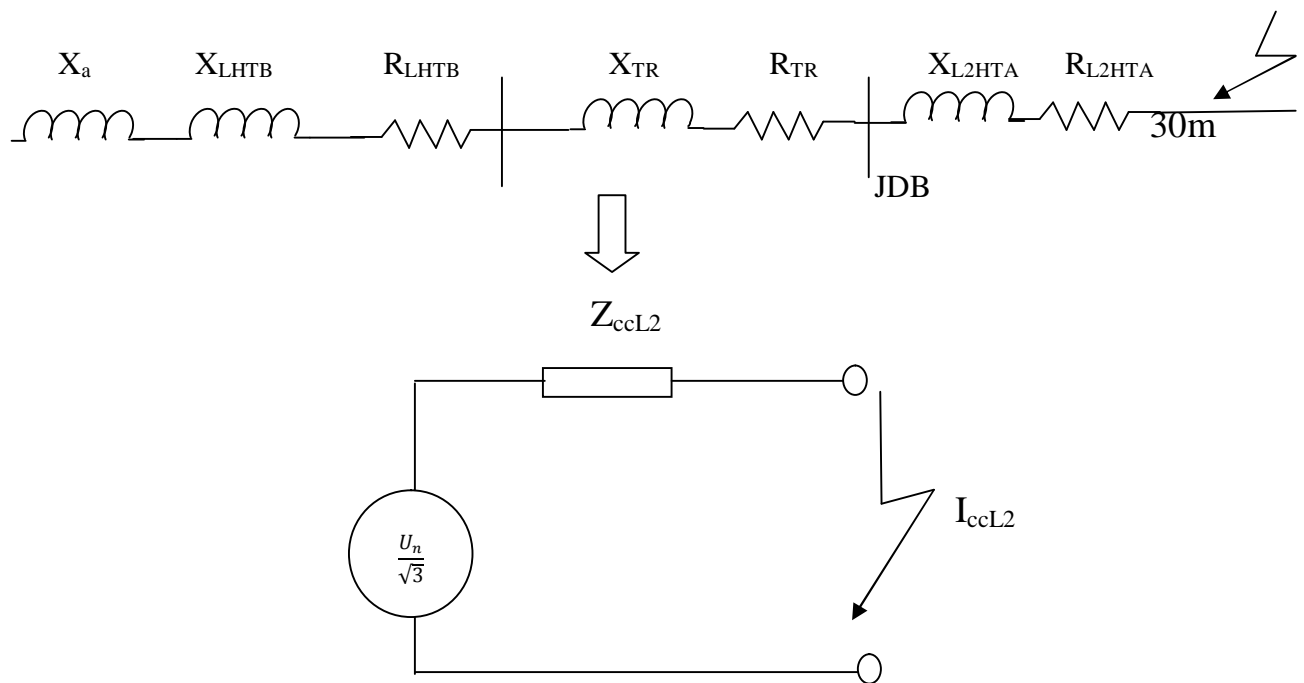 Xa XLHTB RLHTB XTR RTR XL2HTA RL2HTA
30m
JDB
ZccL2
Un/√3
IccL2